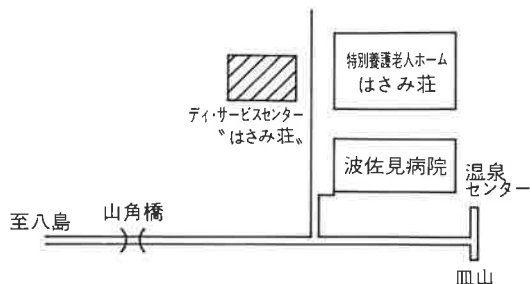 特別養護老人ホーム
はさみ荘
ディ・サービスセンター
〝はさみ荘〟
波佐見病院
温泉
センター
山角橋
至八島
皿山